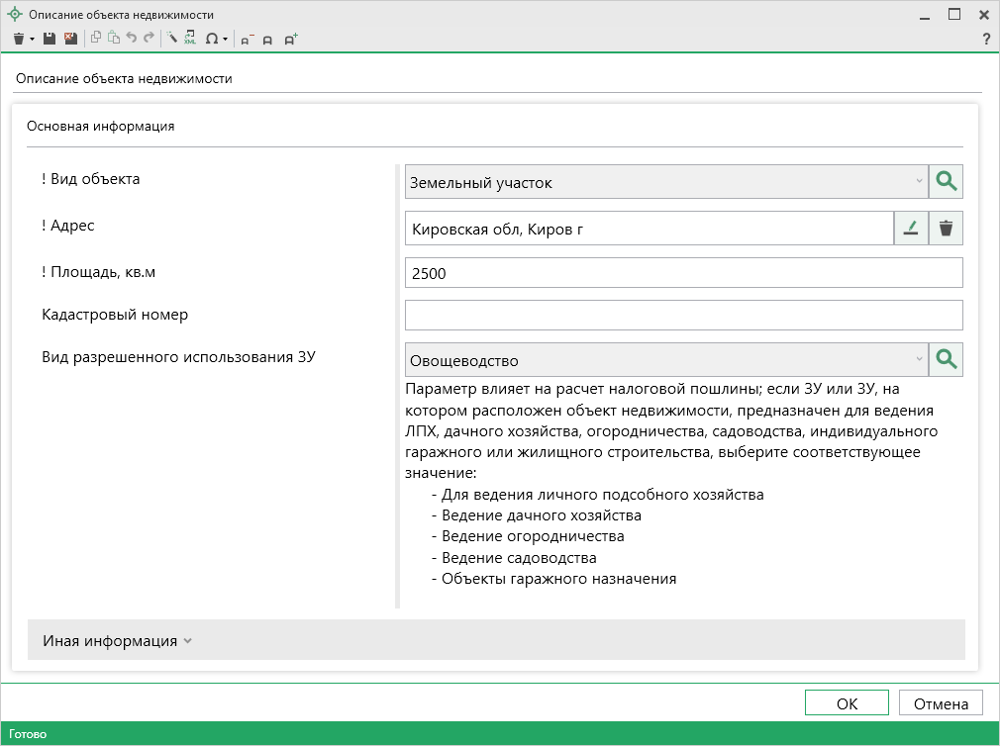 Описание объекта недвижимости
XML
?
Описание объекта недвижимости
Основная информация
! Вид объекта
Земельный участок
! Адрес
Кировская обл, Киров г
! Площадь, кв.м
2500
Кадастровый номер
Вид разрешенного использования ЗУ
Овощеводство
Параметр влияет на расчет налоговой пошлины; если ЗУ или ЗУ, на
котором расположен объект недвижимости, предназначен для ведения
ЛПХ, дачного хозяйства, огородничества, садоводства, индивидуального
гаражного или жилищного строительства, выберите соответствующее
значение:
- Для ведения личного подсобного хозяйства
- Ведение дачного хозяйства
- Ведение огородничества
- Ведение садоводства
- Объекты гаражного назначения
Иная информация
ОК
Отмена
Готово